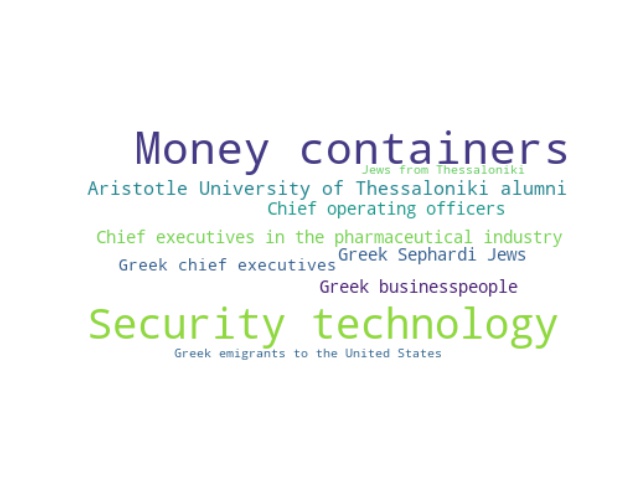 Money containers
Jews from Thessaloniki
Aristotle University of Thessaloniki alumni
Chief operating officers
Chief executives in the pharmaceutical industry
Greek Sephardi Jews
Greek chief executives
Greek businesspeople
Security technology
Greek emigrants to the United States